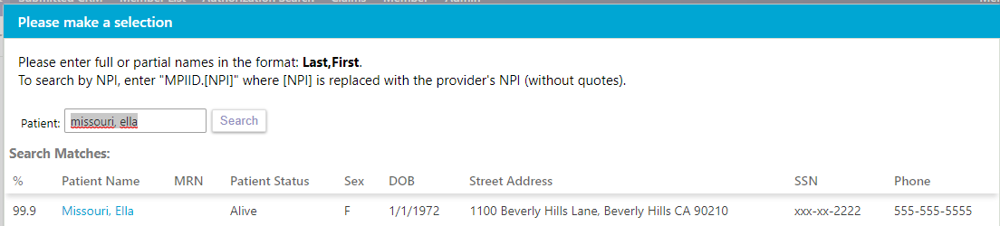 Please make a selection
Please enter full or partial names in the format: Last,First.
To search by NPI, enter "MPIID.[NPI]" where [NPI] is replaced with the provider's NPI (without quotes).
Patient: missouri, ella Search
Search Matches:
% Patient Name MRN Patient Status Sex DOB Street Address SSN Phone
99.9 Missouri, Ella Alive F 1/1/1972 1100 Beverly Hills Lane, Beverly Hills CA 90210 xxx-xx-2222 555-555-5555